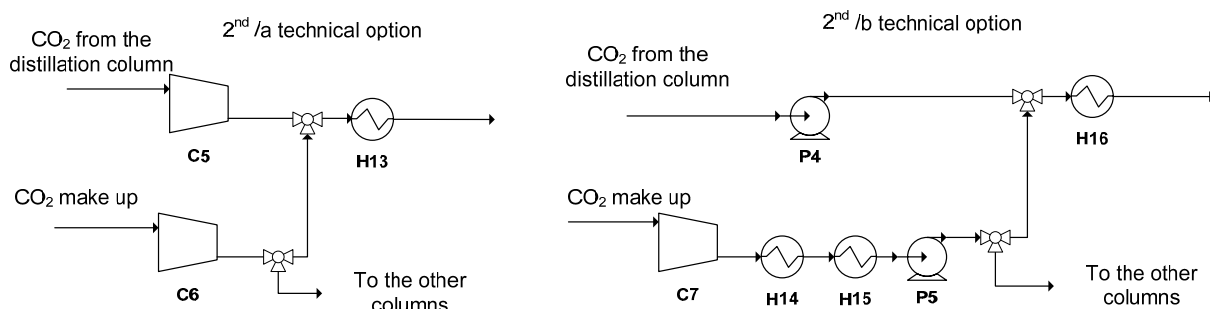 2nd /a technical option
CO2 from the
distillation column
C5
H13
CO2 make up
C6
To the other
columns
2nd /b technical option
CO2 from the
distillation column
P4
H16
CO2 make up
C7
H14
H15
P5
To the other
columns